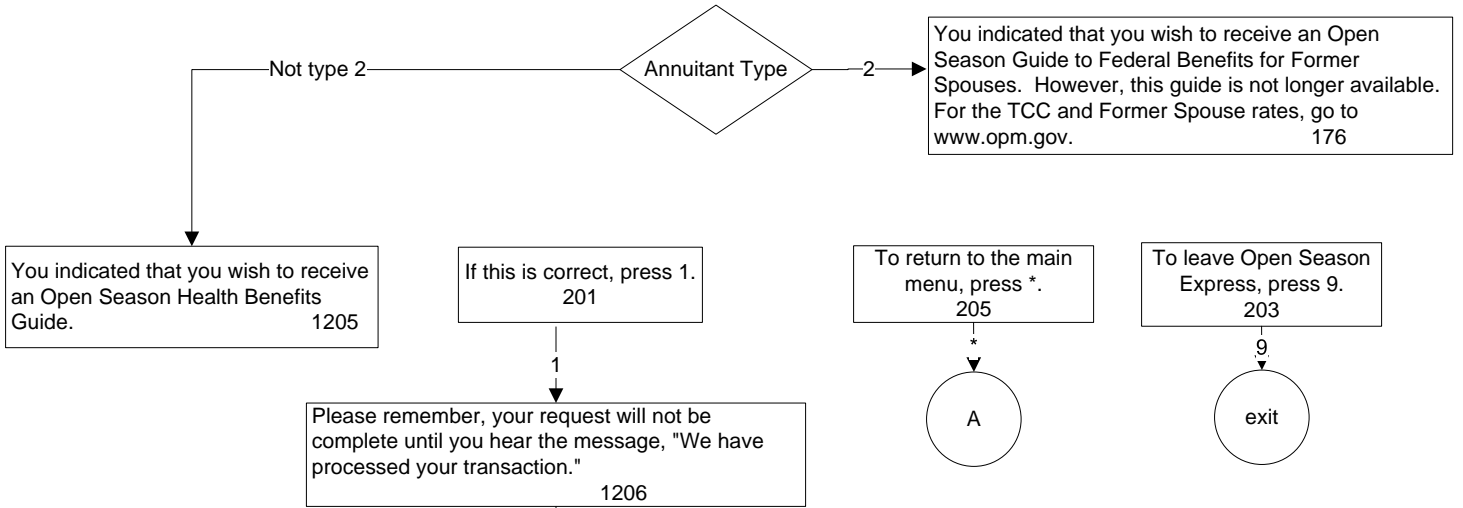 Not type 2
Annuitant Type
2
You indicated that you wish to receive an Open
Season Guide to Federal Benefits for Former
Spouses.  However, this guide is not longer available.
For the TCC and Former Spouse rates, go to
www.opm.gov. 176
You indicated that you wish to receive
an Open Season Health Benefits
Guide. 1205
If this is correct, press 1.
201
To return to the main
menu, press *.
205
To leave Open Season
Express, press 9.
203
1
*
9
Please remember, your request will not be
complete until you hear the message, "We have
processed your transaction."
1206
A
exit